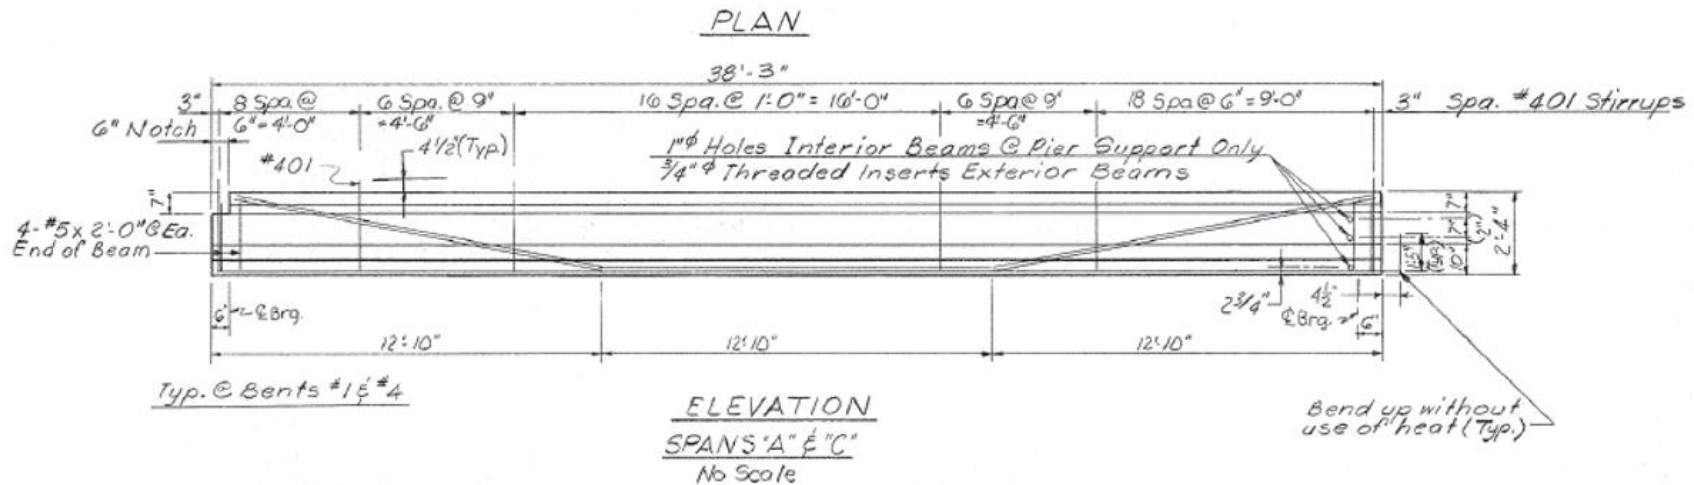 PLAN
38'-3"
3" 8 Spa. @ 6 Spa. @ 9" 16 Spa. @ 1'-0" = 16'-0" 6 Spa @ 9" 18 Spa @ 6" = 9'-0" 3" Spa. #401 Stirrups
6" = 4'-0" = 4'-6" = 4'-6"
6" Notch
4 1/2" (Typ.)
#401
1"ϕ Holes Interior Beams @ Pier Support Only
3/4"ϕ Threaded Inserts Exterior Beams
7"
4-#5 x 2'-0" @ Ea.
End of Beam
7"
7"
(2")
10"
2'-4"
(Typ.)
2 3/4"
4 1/2"
6" ℄ Brg.
℄ Brg. 6"
12'-10" 12'-10" 12'-10"
Typ. @ Bents #1 & #4
ELEVATION
SPANS "A" & "C"
No Scale
Bend up without
use of heat (Typ.)